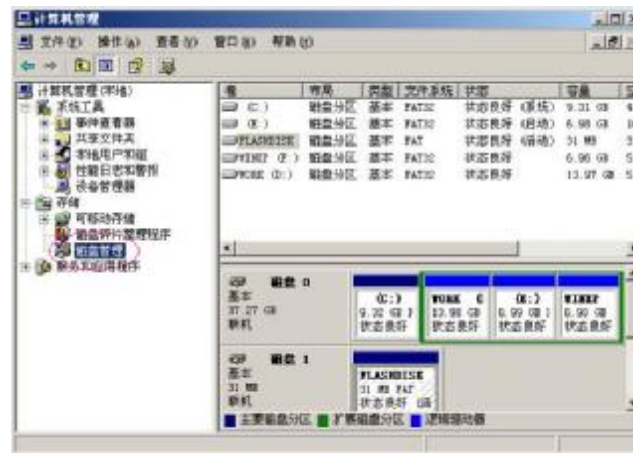 计算机管理
文件(F) 操作(A) 查看(V) 窗口(W) 帮助(H)
计算机管理(本地)
系统工具
事件查看器
共享文件夹
本地用户和组
性能日志和警报
设备管理器
存储
可移动存储
磁盘碎片整理程序
磁盘管理
服务和应用程序
卷 布局 类型 文件系统 状态 容量
(C:) 磁盘分区 基本 FAT32 状态良好 (系统) 9.31 GB
(E:) 磁盘分区 基本 FAT32 状态良好 (启动) 6.98 GB
FLASHDISK 磁盘分区 基本 FAT 状态良好 (活动) 31 MB
WINXP (F:) 磁盘分区 基本 FAT32 状态良好 6.96 GB
WORK (D:) 磁盘分区 基本 FAT32 状态良好 13.97 GB
磁盘 0
基本
37.27 GB
联机
(C:)
9.32 GB
状态良好
WORK
13.98 GB
状态良好
(E:)
6.99 GB
状态良好
WINXP
6.98 GB
状态良好
磁盘 1
基本
31 MB
联机
FLASHDISK
31 MB FAT
状态良好
主要磁盘分区 扩展磁盘分区 逻辑驱动器